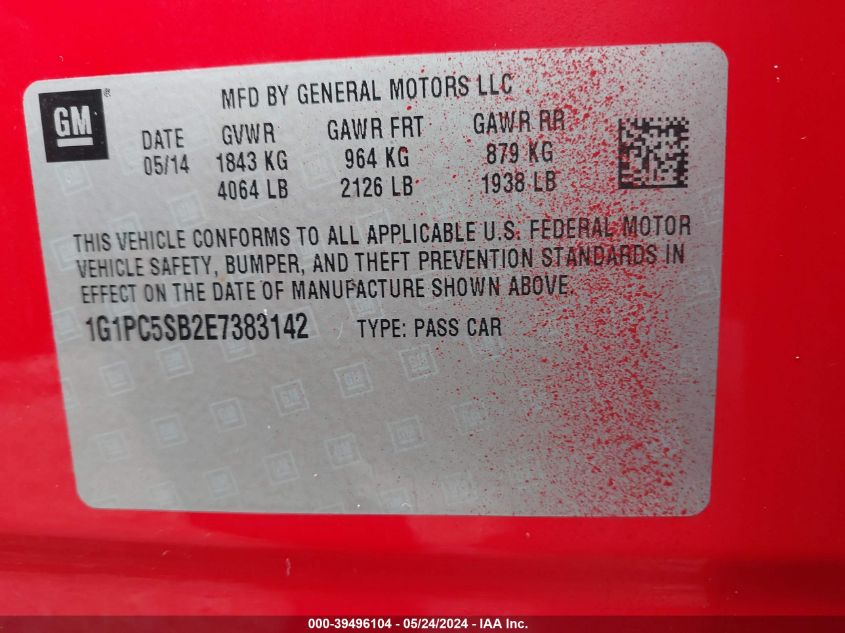 GM ®
MFD BY GENERAL MOTORS LLC
DATE GVWR GAWR FRT GAWR RR
05/14 1843 KG 964 KG 879 KG
4064 LB 2126 LB 1938 LB
THIS VEHICLE CONFORMS TO ALL APPLICABLE U.S. FEDERAL MOTOR
VEHICLE SAFETY, BUMPER, AND THEFT PREVENTION STANDARDS IN
EFFECT ON THE DATE OF MANUFACTURE SHOWN ABOVE
1G1PC5SB2E7383142 TYPE: PASS CAR
000-39496104 - 05/24/2024 - IAA Inc.